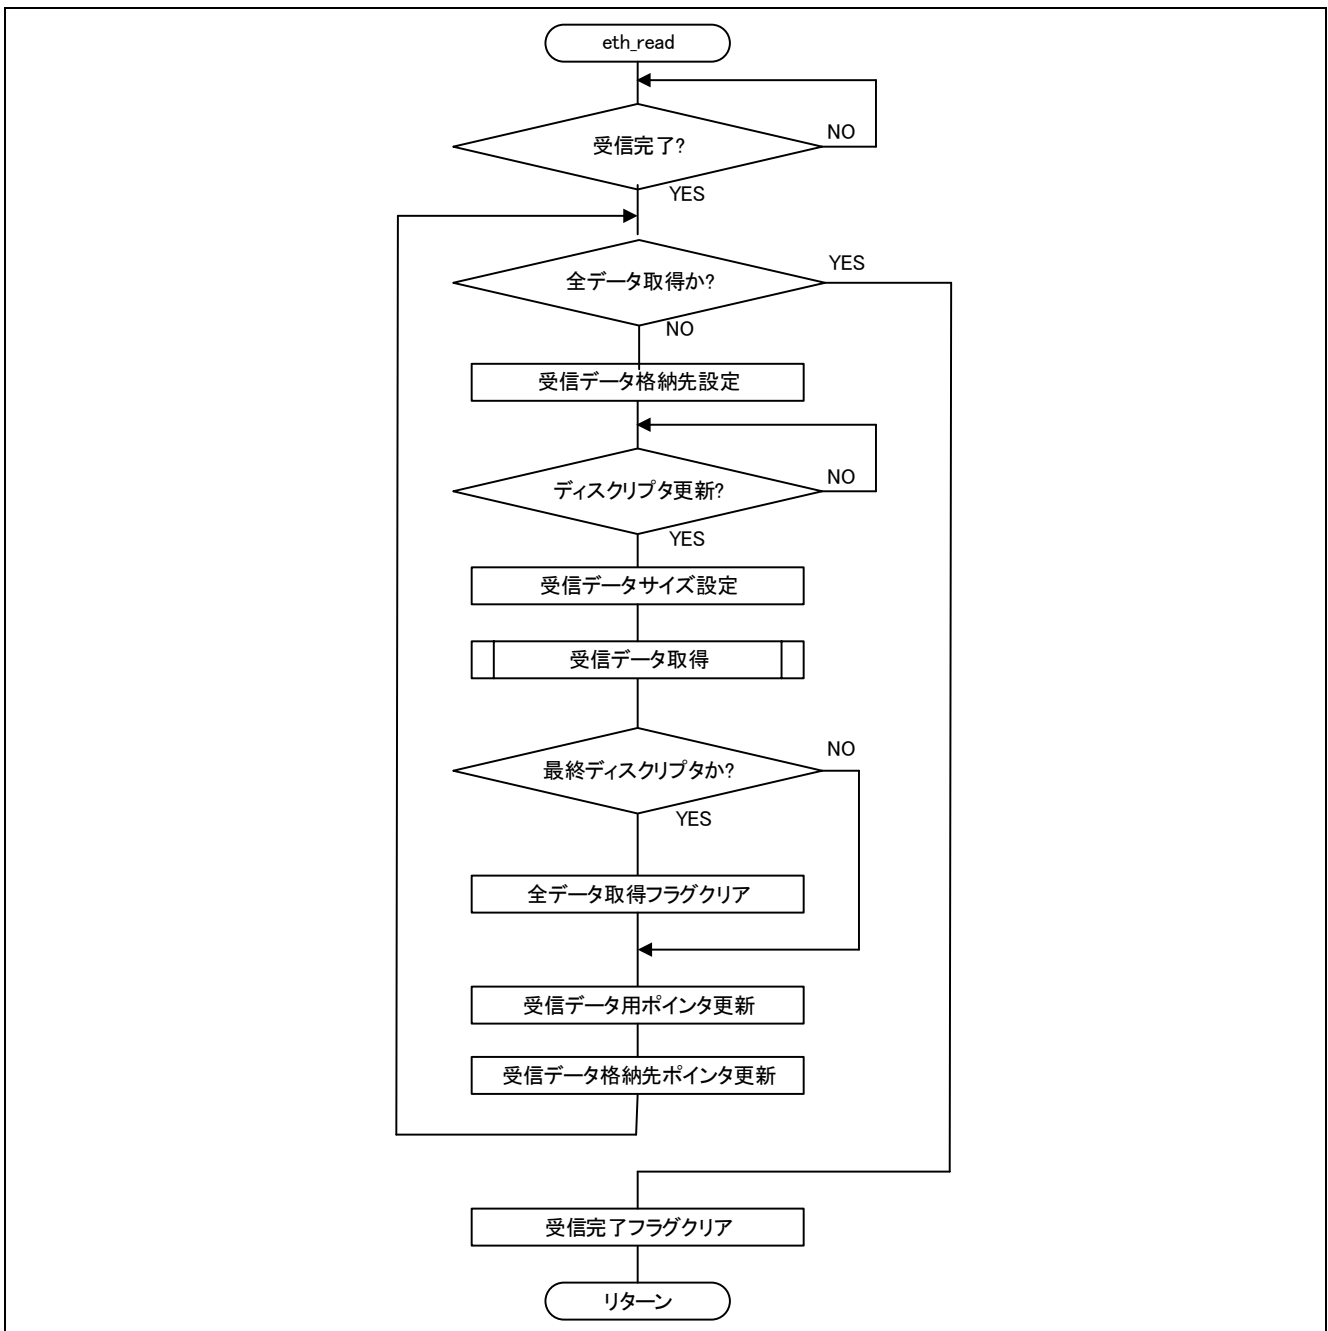 eth_read
受信完了?
NO
YES
全データ取得か?
YES
NO
受信データ格納先設定
ディスクリプタ更新?
NO
YES
受信データサイズ設定
受信データ取得
最終ディスクリプタか?
NO
YES
全データ取得フラグクリア
受信データ用ポインタ更新
受信データ格納先ポインタ更新
受信完了フラグクリア
リターン